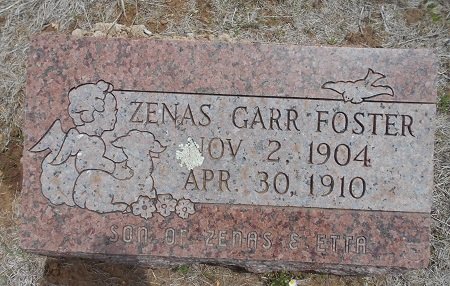 ZENAS GARR FOSTER
NOV 2, 1904
APR 30, 1910
SON OF ZENAS & ETTA